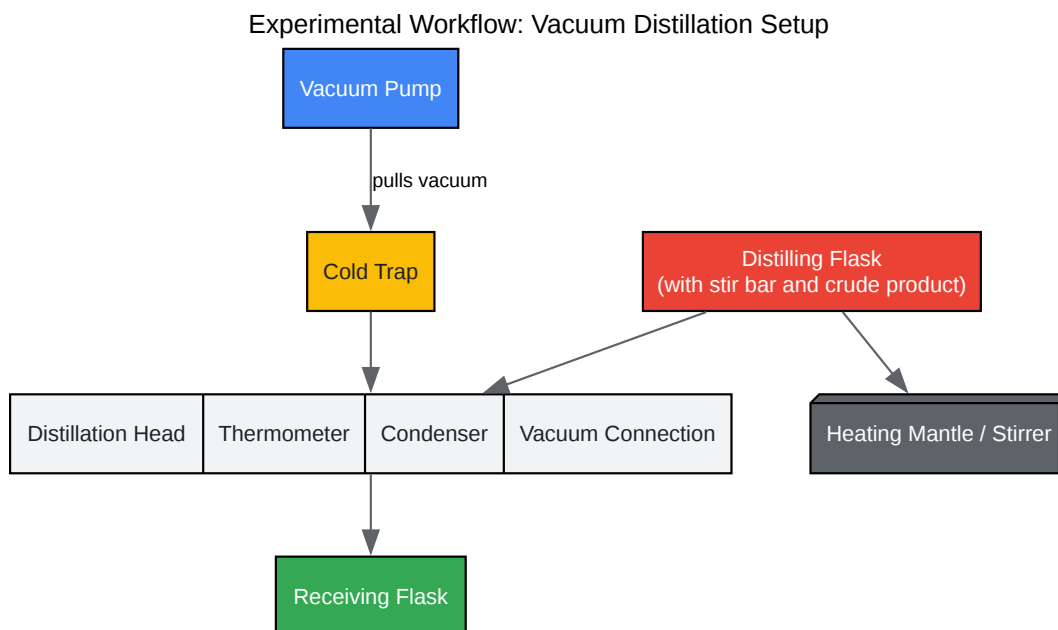 Experimental Workflow: Vacuum Distillation Setup
Vacuum Pump
pulls vacuum
Cold Trap
Distilling Flask
(with stir bar and crude product)
Distillation Head
Thermometer
Condenser
Vacuum Connection
Heating Mantle / Stirrer
Receiving Flask